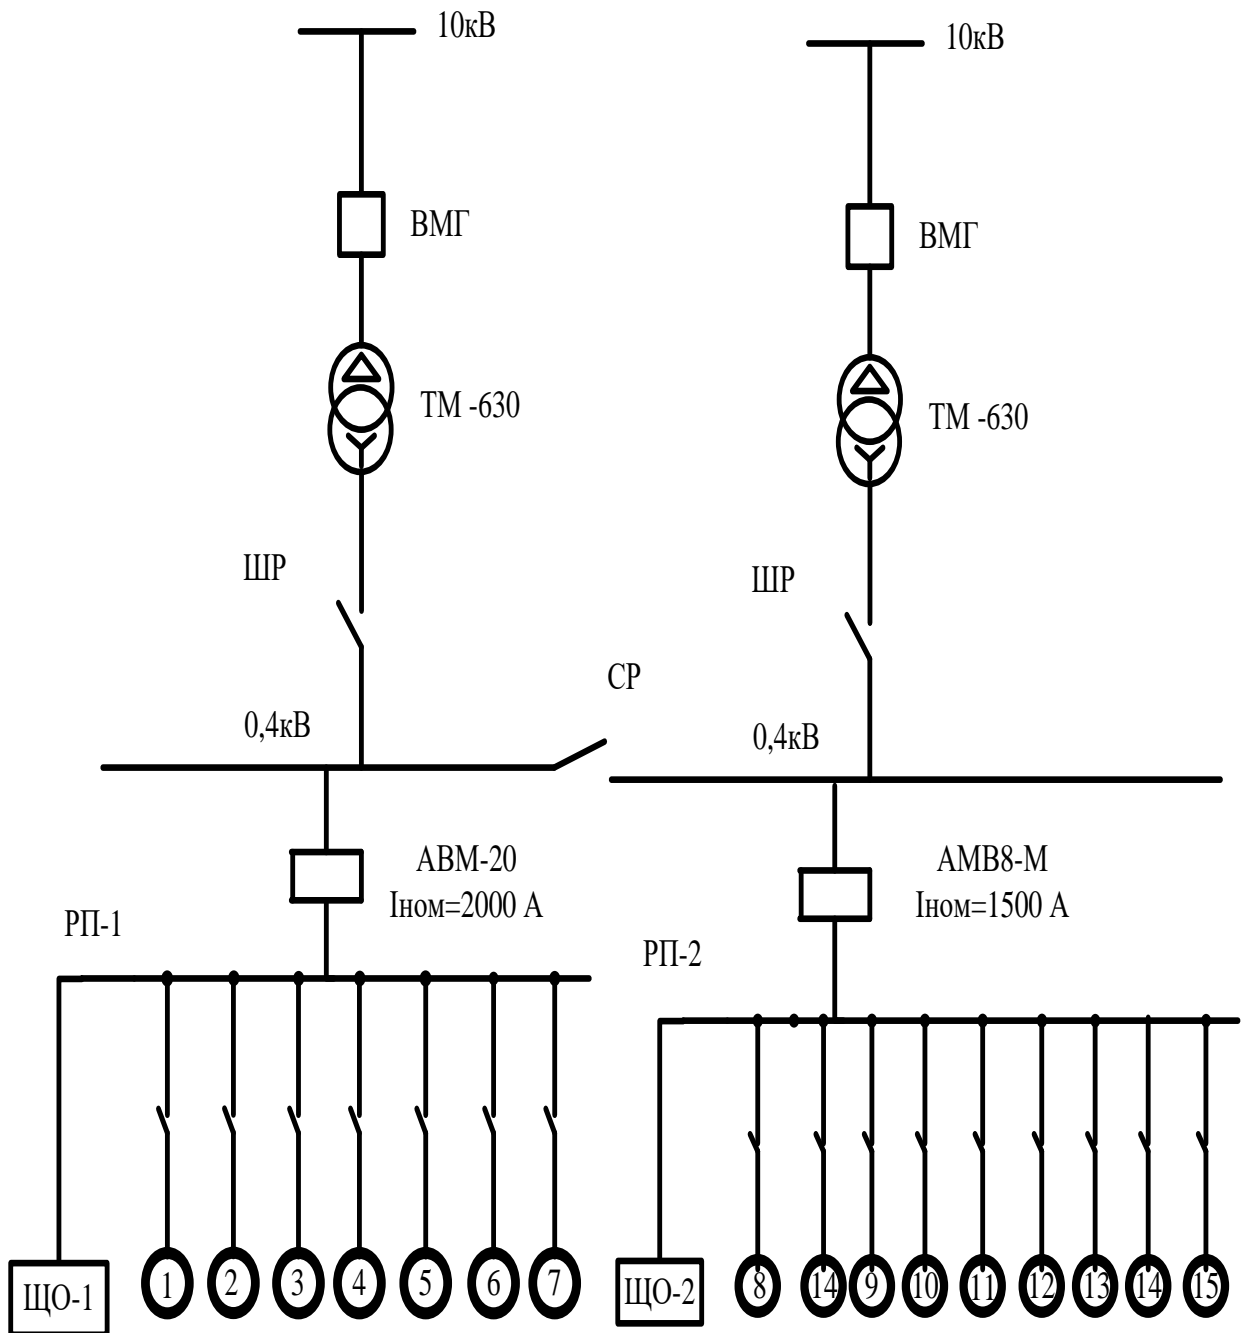 10кВ
10кВ
ВМГ
ВМГ
ТМ -630
ТМ -630
ШР
ШР
СР
0,4кВ
0,4кВ
АВМ-20
Iном=2000 А
АМВ8-М
Iном=1500 А
РП-1
РП-2
ЩО-1
1 2 3 4 5 6 7
ЩО-2
8 14 9 10 11 12 13 14 15